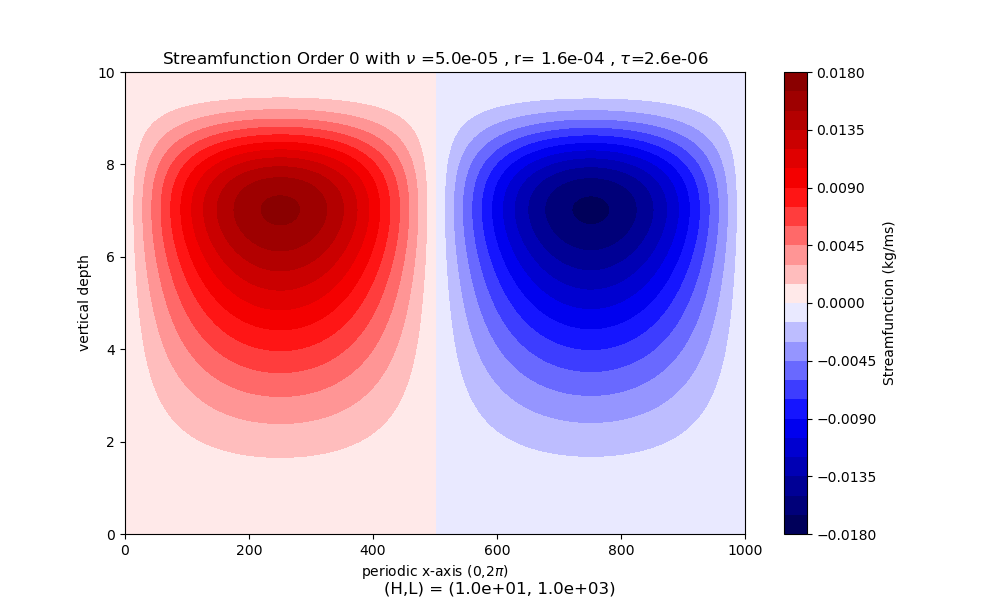 Streamfunction Order 0 with ν =5.0e-05 , r= 1.6e-04 , τ=2.6e-06
10
8
6
4
2
0
vertical depth
0 200 400 600 800 1000
periodic x-axis (0,2π)
(H,L) = (1.0e+01, 1.0e+03)
0.0180
0.0135
0.0090
0.0045
0.0000
−0.0045
−0.0090
−0.0135
−0.0180
Streamfunction (kg/ms)